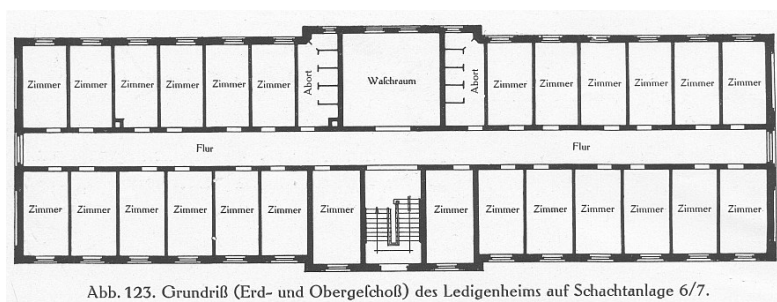 Zimmer Zimmer Zimmer Zimmer Zimmer Zimmer Abort Waſchraum Abort Zimmer Zimmer Zimmer Zimmer Zimmer Zimmer
Flur Flur
Zimmer Zimmer Zimmer Zimmer Zimmer Zimmer Zimmer Zimmer Zimmer Zimmer Zimmer Zimmer Zimmer Zimmer
Abb. 123. Grundriß (Erd- und Obergeſchoß) des Ledigenheims auf Schachtanlage 6/7.